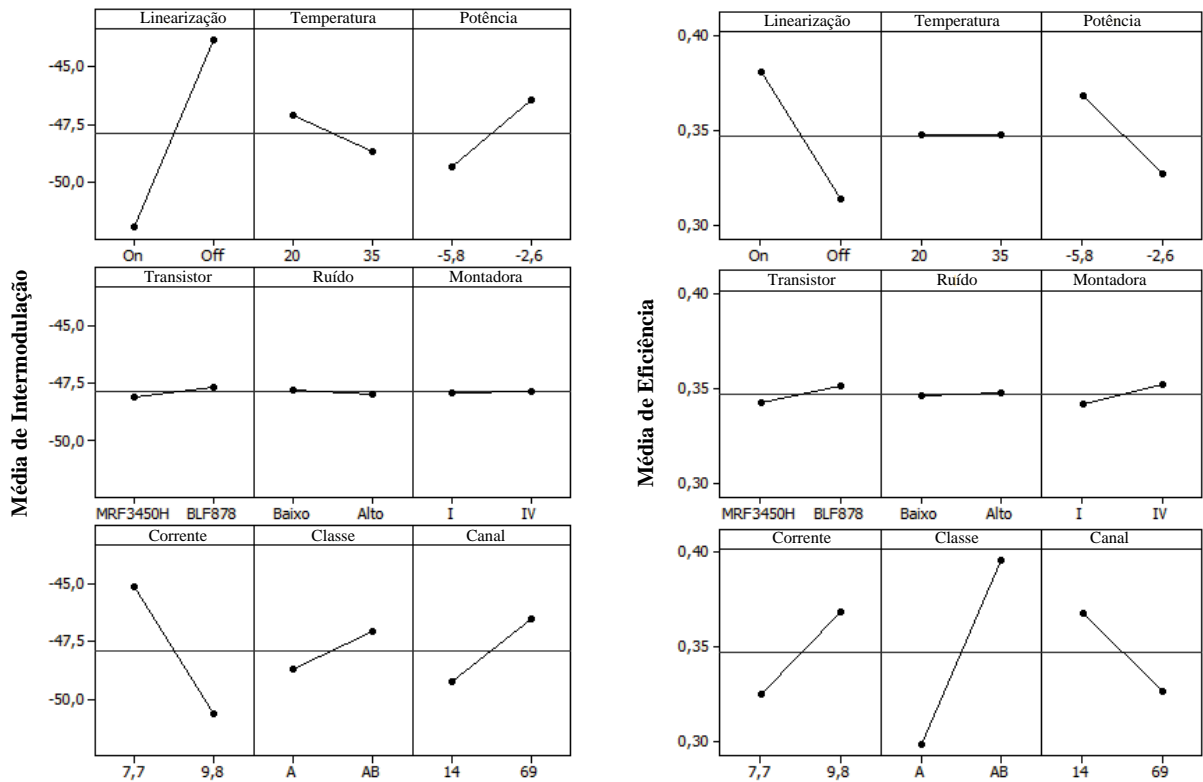 Média de Intermodulação
Linearização Temperatura Potência
-45,0
-47,5
-50,0
On Off 20 35 -5,8 -2,6
Transistor Ruído Montadora
-45,0
-47,5
-50,0
MRF3450H BLF878 Baixo Alto I IV
Corrente Classe Canal
-45,0
-47,5
-50,0
7,7 9,8 A AB 14 69
Média de Eficiência
Linearização Temperatura Potência
0,40
0,35
0,30
On Off 20 35 -5,8 -2,6
Transistor Ruído Montadora
0,40
0,35
0,30
MRF3450H BLF878 Baixo Alto I IV
Corrente Classe Canal
0,40
0,35
0,30
7,7 9,8 A AB 14 69